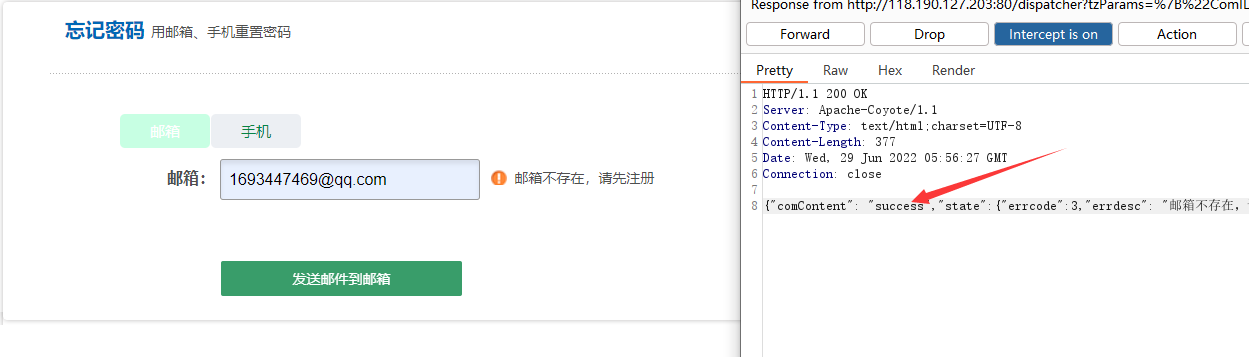 忘记密码 用邮箱、手机重置密码
邮箱 手机
邮箱： 1693447469@qq.com 邮箱不存在，请先注册
发送邮件到邮箱
Response from http://118.190.127.203:80/dispatcher?tzParams=%7B%22ComID
Forward Drop Intercept is on Action
Pretty Raw Hex Render
1 HTTP/1.1 200 OK
2 Server: Apache-Coyote/1.1
3 Content-Type: text/html;charset=UTF-8
4 Content-Length: 377
5 Date: Wed, 29 Jun 2022 05:56:27 GMT
6 Connection: close
7
8 {"comContent": "success","state":{"errcode":3,"errdesc": "邮箱不存在，